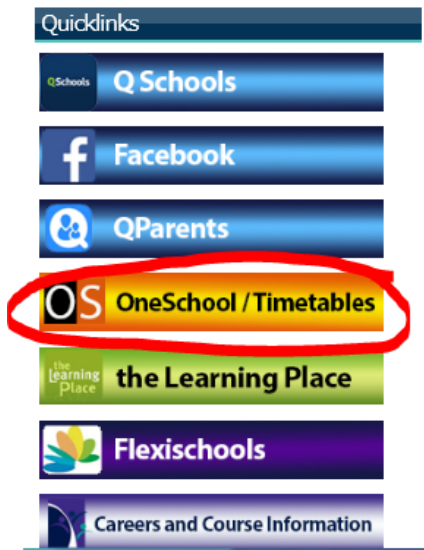 Quicklinks
QSchools Q Schools
f Facebook
QParents
OS OneSchool / Timetables
the Learning Place the Learning Place
Flexischools
Careers and Course Information